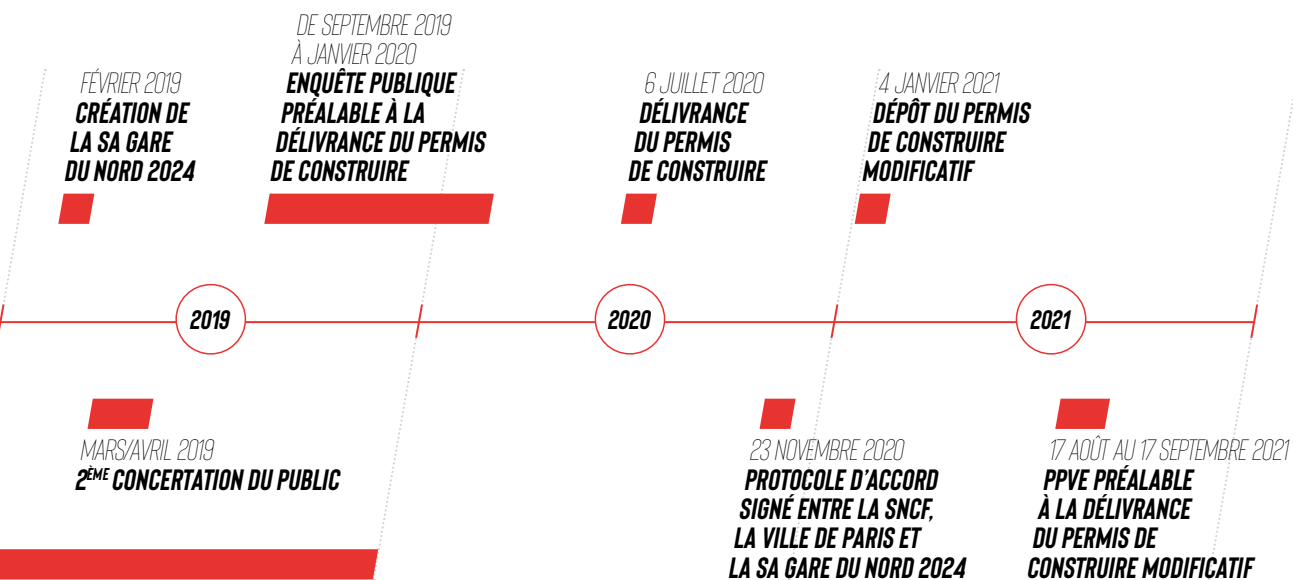 FÉVRIER 2019
CRÉATION DE
LA SA GARE
DU NORD 2024
DE SEPTEMBRE 2019
À JANVIER 2020
ENQUÊTE PUBLIQUE
PRÉALABLE À LA
DÉLIVRANCE DU PERMIS
DE CONSTRUIRE
6 JUILLET 2020
DÉLIVRANCE
DU PERMIS
DE CONSTRUIRE
4 JANVIER 2021
DÉPÔT DU PERMIS
DE CONSTRUIRE
MODIFICATIF
2019
2020
2021
MARS/AVRIL 2019
2ÈME CONCERTATION DU PUBLIC
23 NOVEMBRE 2020
PROTOCOLE D'ACCORD
SIGNÉ ENTRE LA SNCF,
LA VILLE DE PARIS ET
LA SA GARE DU NORD 2024
17 AOÛT AU 17 SEPTEMBRE 2021
PPVE PRÉALABLE
À LA DÉLIVRANCE
DU PERMIS DE
CONSTRUIRE MODIFICATIF